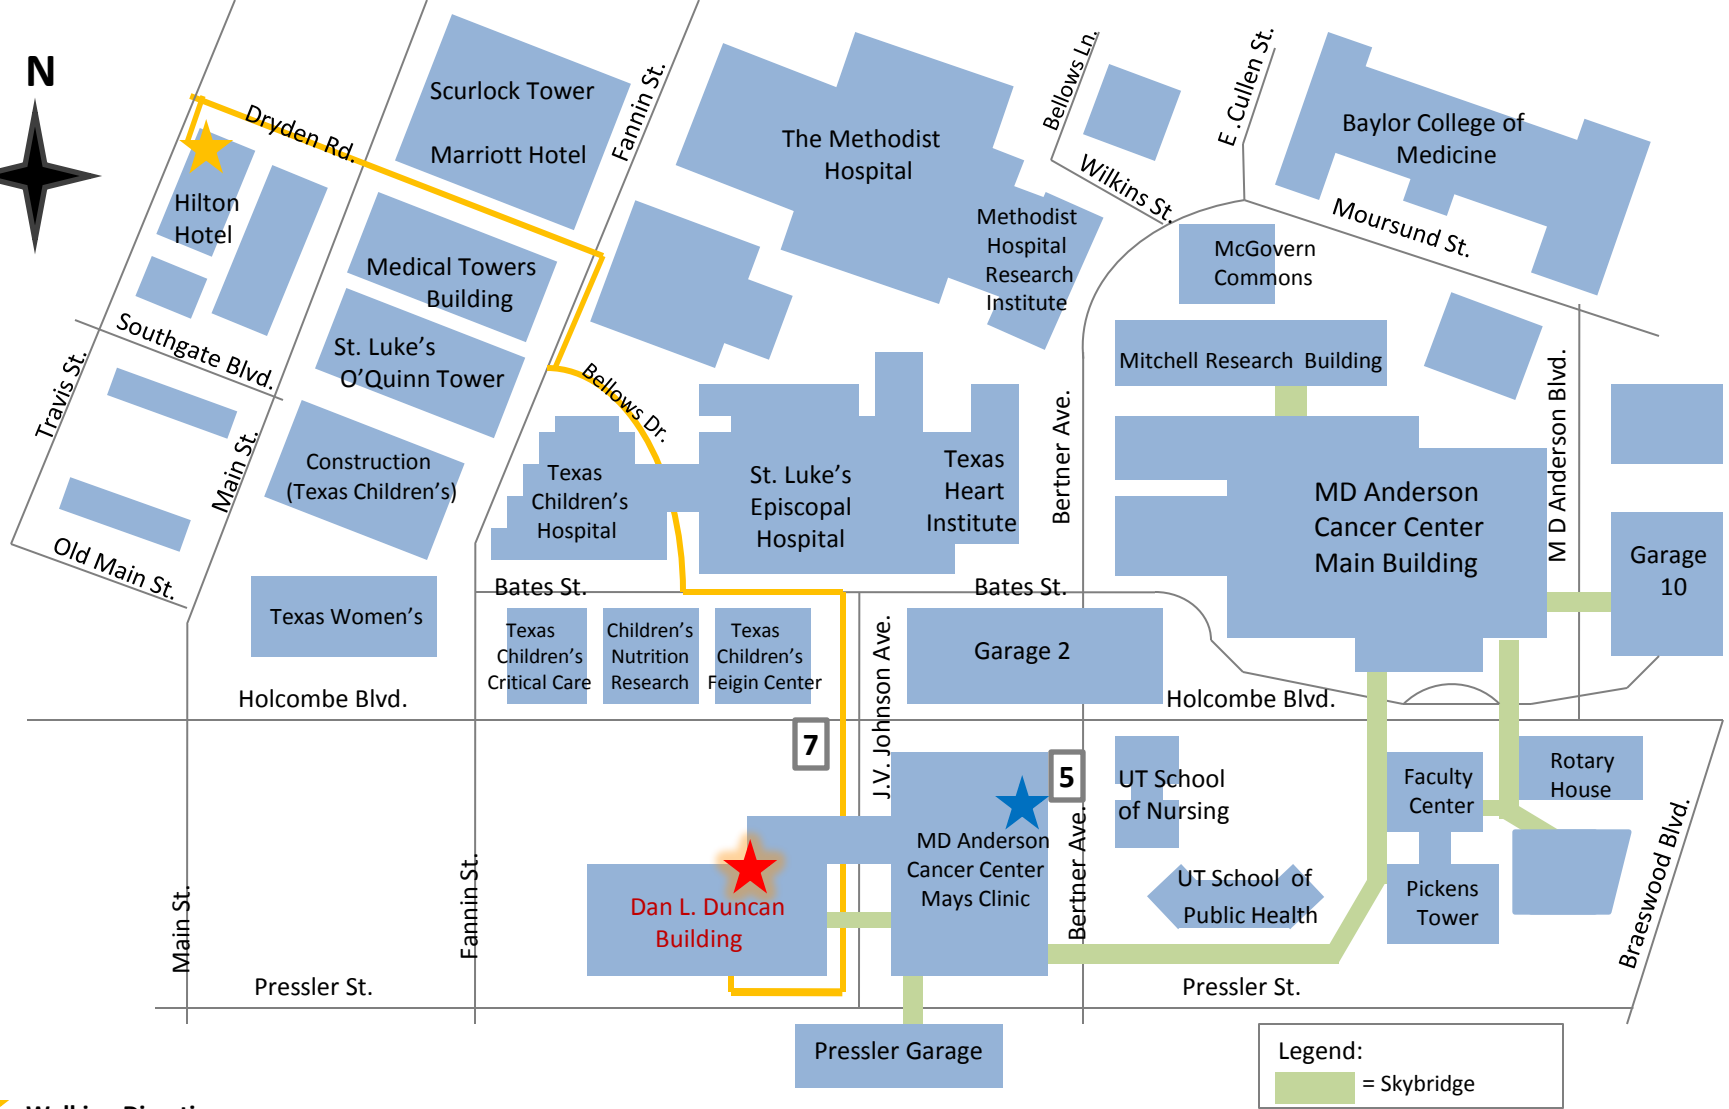 N
Scurlock Tower
Marriott Hotel
Fannin St.
Dryden Rd.
Hilton
Hotel
The Methodist
Hospital
Bellows Ln.
E .Cullen St.
Baylor College of
Medicine
Wilkins St.
Moursund St.
Methodist
Hospital
Research
Institute
McGovern
Commons
Medical Towers
Building
Southgate Blvd.
Travis St.
St. Luke's
O'Quinn Tower
Bellows Dr.
Mitchell Research Building
Main St.
Construction
(Texas Children's)
Texas
Children's
Hospital
St. Luke's
Episcopal
Hospital
Texas
Heart
Institute
Bertner Ave.
MD Anderson
Cancer Center
Main Building
M D Anderson Blvd.
Garage
10
Old Main St.
Texas Women's
Bates St.
Bates St.
Texas
Children's
Critical Care
Children's
Nutrition
Research
Texas
Children's
Feigin Center
J.V. Johnson Ave.
Garage 2
Holcombe Blvd.
Holcombe Blvd.
7
5
UT School
of Nursing
Faculty
Center
Rotary
House
MD Anderson
Cancer Center
Mays Clinic
Bertner Ave.
UT School of
Public Health
Pickens
Tower
Braeswood Blvd.
Dan L. Duncan
Building
Main St.
Fannin St.
Pressler St.
Pressler St.
Pressler Garage
Legend:
= Skybridge